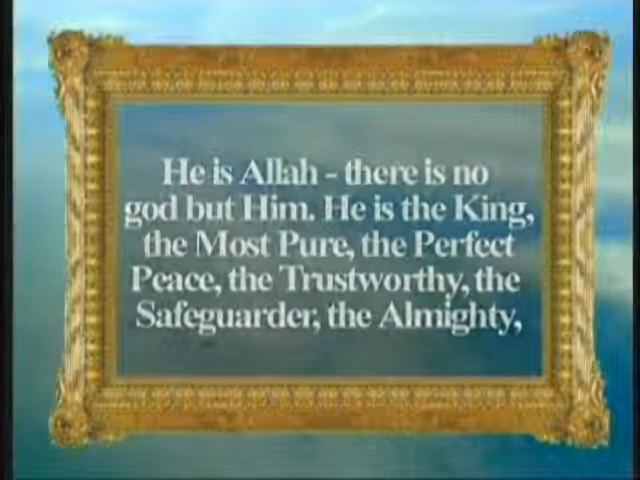 He is Allah - there is no
god but Him. He is the King,
the Most Pure, the Perfect
Peace, the Trustworthy, the
Safeguarder, the Almighty,